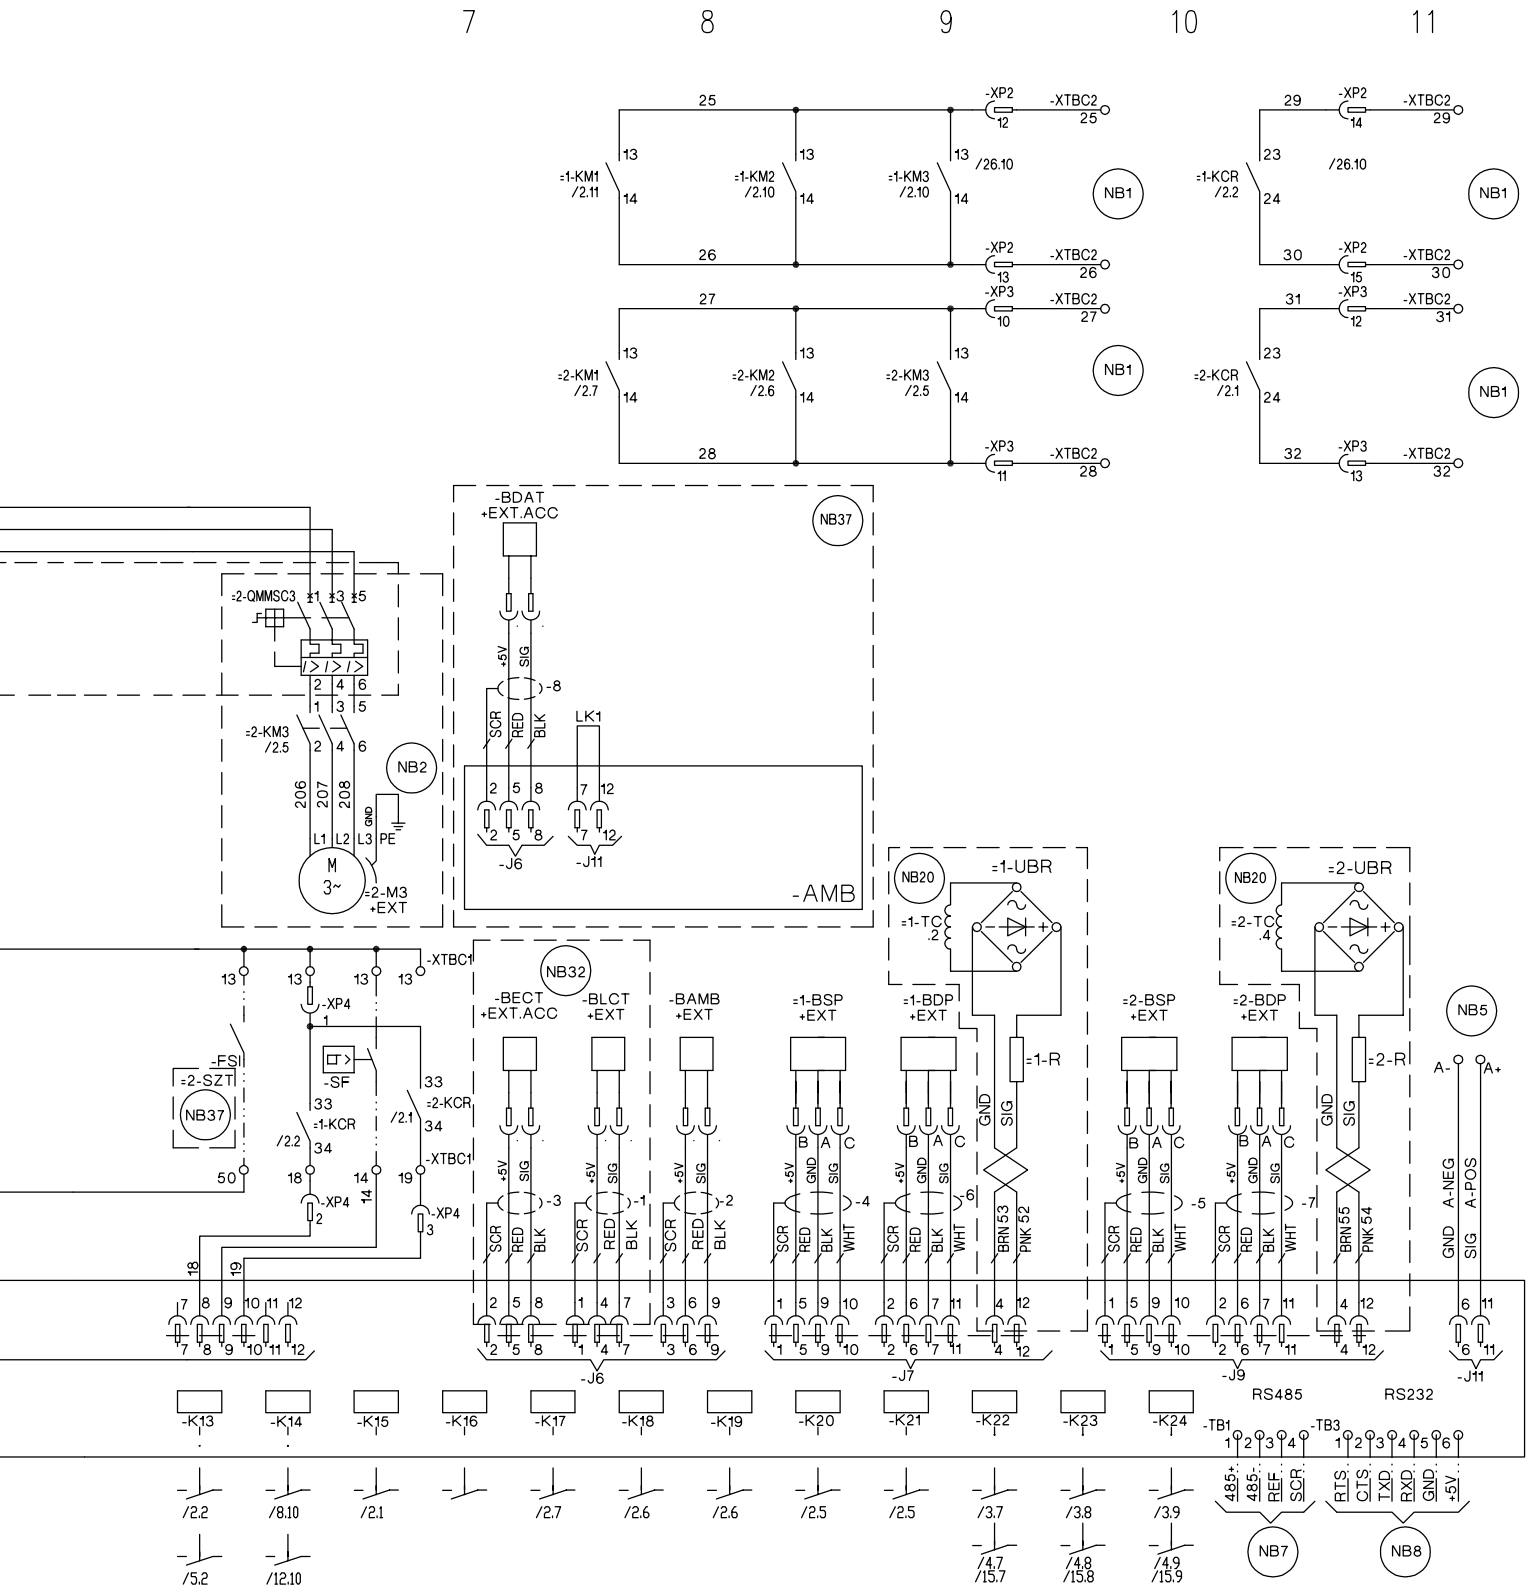 7 8 9 10 11
25 -XP2 -XTBC2 29 -XP2 -XTBC2
12 25 14 29
13 13 13 /26.10 23 /26.10
=1-KM1 =1-KM2 =1-KM3 =1-KCR
/2.11 /2.10 /2.10 NB1 /2.2 NB1
14 14 14 24
26 -XP2 -XTBC2 30 -XP2 -XTBC2
13 26 15 30
27 -XP3 -XTBC2 31 -XP3 -XTBC2
10 27 12 31
13 13 13 23
=2-KM1 =2-KM2 =2-KM3 NB1 =2-KCR NB1
/2.7 /2.6 /2.5 /2.1
14 14 14 24
28 -XP3 -XTBC2 32 -XP3 -XTBC2
11 28 13 32
-BDAT
+EXT.ACC NB37
=2-QMMSC3 1 3 5
+5V SIG
I> I> I>
2 4 6
-8
1 3 5
=2-KM3
/2.5 2 4 6
SCR RED BLK LK1
NB2
206 207 208 GND
2 5 8 7 12
L1 L2 L3 PE
2 5 8 7 12
-J6 -J11
M
3~
=2-M3
+EXT
-AMB
NB20 =1-UBR NB20 =2-UBR
=1-TC =2-TC
.2 .4
- + - +
13 13 13 13 -XTBC1
NB32
-XP4
1
-BECT -BLCT -BAMB =1-BSP =1-BDP =2-BSP =2-BDP
+EXT.ACC +EXT +EXT +EXT +EXT +EXT +EXT
NB5
-FSI
=2-SZT -SF
NB37
=1-R =2-R
A- A+
33 33
=1-KCR =2-KCR
/2.2 /2.1
34 34
GND SIG GND SIG
B A C B A C B A C B A C
-XTBC1
50 18 14 19
14
-XP4 -XP4
2 3
+5V SIG +5V SIG +5V SIG +5V GND SIG +5V GND SIG +5V GND SIG +5V GND SIG
-3 -1 -2 -4 -6 -5 -7
SCR RED BLK SCR RED BLK SCR RED BLK SCR RED BLK WHT SCR RED BLK WHT BRN 53 PNK 52 SCR RED BLK WHT SCR RED BLK WHT BRN 55 PNK 54
GND A-NEG
SIG A-POS
18 19
7 8 9 10 11 12 2 5 8 1 4 7 3 6 9 1 5 9 10 2 6 7 11 4 12 1 5 9 10 2 6 7 11 4 12 6 11
7 8 9 10 11 12 2 5 8 1 4 7 3 6 9 1 5 9 10 2 6 7 11 4 12 1 5 9 10 2 6 7 11 4 12 6 11
-J6 -J7 -J9 -J11
RS485 RS232
-K13 -K14 -K15 -K16 -K17 -K18 -K19 -K20 -K21 -K22 -K23 -K24
-TB1 1 2 3 4 -TB3 1 2 3 4 5 6
485+ 485- REF SCR RTS CTS TXD RXD GND +5V
/2.2 /8.10 /2.1 /2.7 /2.6 /2.6 /2.5 /2.5 /3.7 /3.8 /3.9
NB7 NB8
/5.2 /12.10 /4.7 /4.8 /4.9
/15.7 /15.8 /15.9